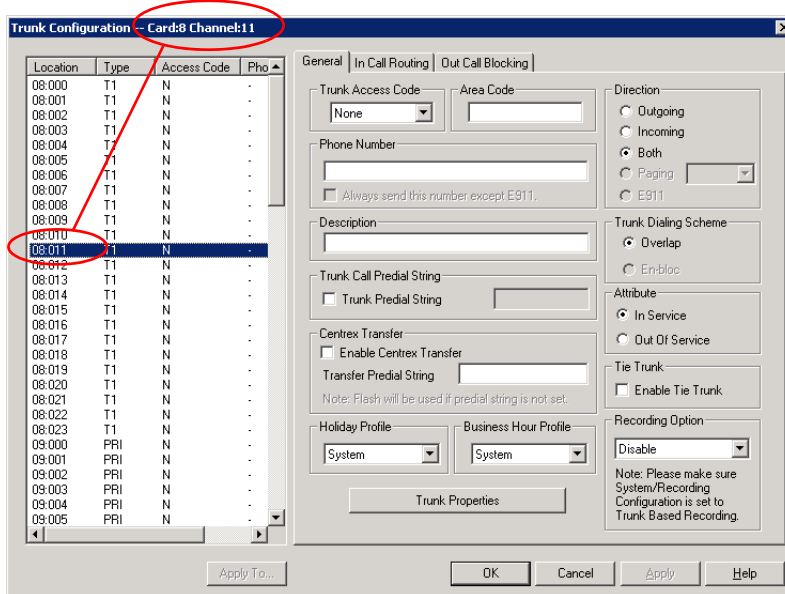 Trunk Configuration -- Card:8 Channel:11
Location Type Access Code Pho
08:000 T1 N -
08:001 T1 N -
08:002 T1 N -
08:003 T1 N -
08:004 T1 N -
08:005 T1 N -
08:006 T1 N -
08:007 T1 N -
08:008 T1 N -
08:009 T1 N -
08:010 T1 N -
08:011 T1 N -
08:012 T1 N -
08:013 T1 N -
08:014 T1 N -
08:015 T1 N -
08:016 T1 N -
08:017 T1 N -
08:018 T1 N -
08:019 T1 N -
08:020 T1 N -
08:021 T1 N -
08:022 T1 N -
08:023 T1 N -
09:000 PRI N -
09:001 PRI N -
09:002 PRI N -
09:003 PRI N -
09:004 PRI N -
09:005 PRI N -
General In Call Routing Out Call Blocking
Trunk Access Code
None
Area Code
Phone Number
Always send this number except E911.
Description
Trunk Call Predial String
Trunk Predial String
Centrex Transfer
Enable Centrex Transfer
Transfer Predial String
Note: Flash will be used if predial string is not set.
Holiday Profile
System
Business Hour Profile
System
Trunk Properties
Direction
Outgoing
Incoming
Both
Paging
E911
Trunk Dialing Scheme
Overlap
En-bloc
Attribute
In Service
Out Of Service
Tie Trunk
Enable Tie Trunk
Recording Option
Disable
Note: Please make sure
System/Recording
Configuration is set to
Trunk Based Recording.
Apply To...
OK Cancel Apply Help